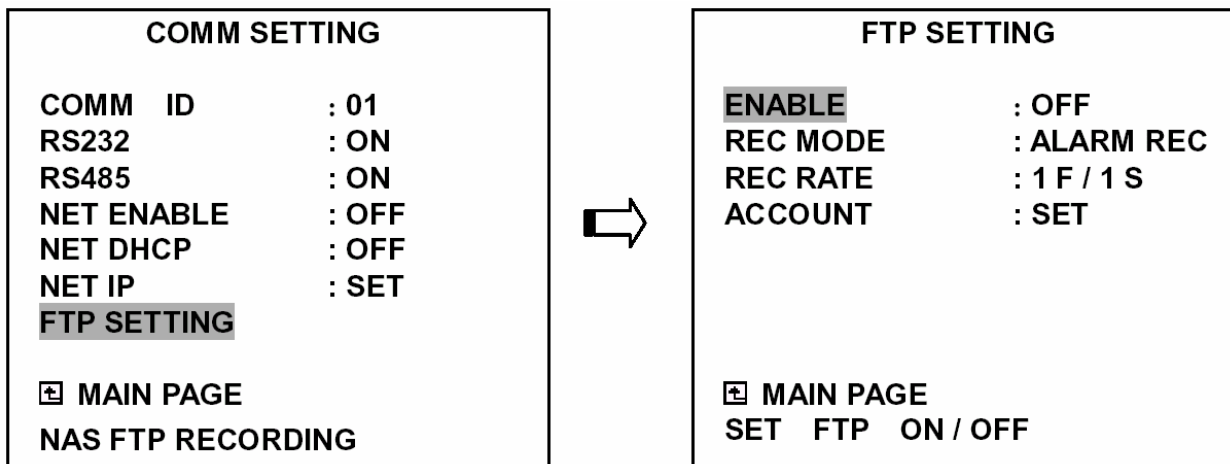 COMM SETTING
COMM ID : 01
RS232 : ON
RS485 : ON
NET ENABLE : OFF
NET DHCP : OFF
NET IP : SET
FTP SETTING
MAIN PAGE
NAS FTP RECORDING
FTP SETTING
ENABLE : OFF
REC MODE : ALARM REC
REC RATE : 1 F / 1 S
ACCOUNT : SET
MAIN PAGE
SET FTP ON / OFF